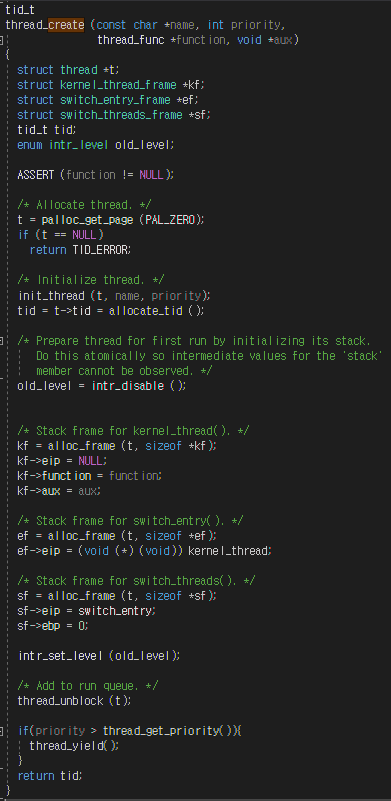 tid_t
thread_create (const char *name, int priority,
               thread_func *function, void *aux)
{
  struct thread *t;
  struct kernel_thread_frame *kf;
  struct switch_entry_frame *ef;
  struct switch_threads_frame *sf;
  tid_t tid;
  enum intr_level old_level;

  ASSERT (function != NULL);

  /* Allocate thread. */
  t = palloc_get_page (PAL_ZERO);
  if (t == NULL)
    return TID_ERROR;

  /* Initialize thread. */
  init_thread (t, name, priority);
  tid = t->tid = allocate_tid ();

  /* Prepare thread for first run by initializing its stack.
     Do this atomically so intermediate values for the 'stack'
     member cannot be observed. */
  old_level = intr_disable ();


  /* Stack frame for kernel_thread(). */
  kf = alloc_frame (t, sizeof *kf);
  kf->eip = NULL;
  kf->function = function;
  kf->aux = aux;

  /* Stack frame for switch_entry(). */
  ef = alloc_frame (t, sizeof *ef);
  ef->eip = (void (*) (void)) kernel_thread;

  /* Stack frame for switch_threads(). */
  sf = alloc_frame (t, sizeof *sf);
  sf->eip = switch_entry;
  sf->ebp = 0;

  intr_set_level (old_level);

  /* Add to run queue. */
  thread_unblock (t);

  if(priority > thread_get_priority()){
    thread_yield();
  }
  return tid;
}